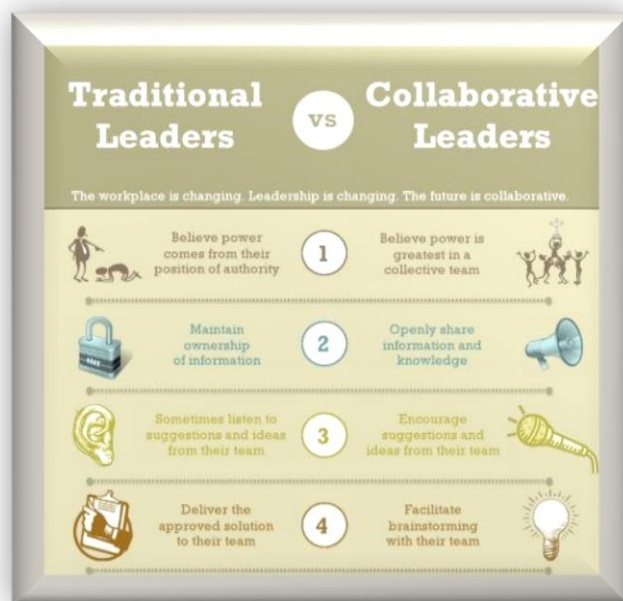 Traditional
Leaders
vs
Collaborative
Leaders
The workplace is changing. Leadership is changing. The future is collaborative.
Believe power
comes from their
position of authority
1
Believe power is
greatest in a
collective team
Maintain
ownership
of information
2
Openly share
information and
knowledge
Sometimes listen to
suggestions and ideas
from their team
3
Encourage
suggestions and
ideas from their team
Deliver the
approved solution
to their team
4
Facilitate
brainstorming
with their team